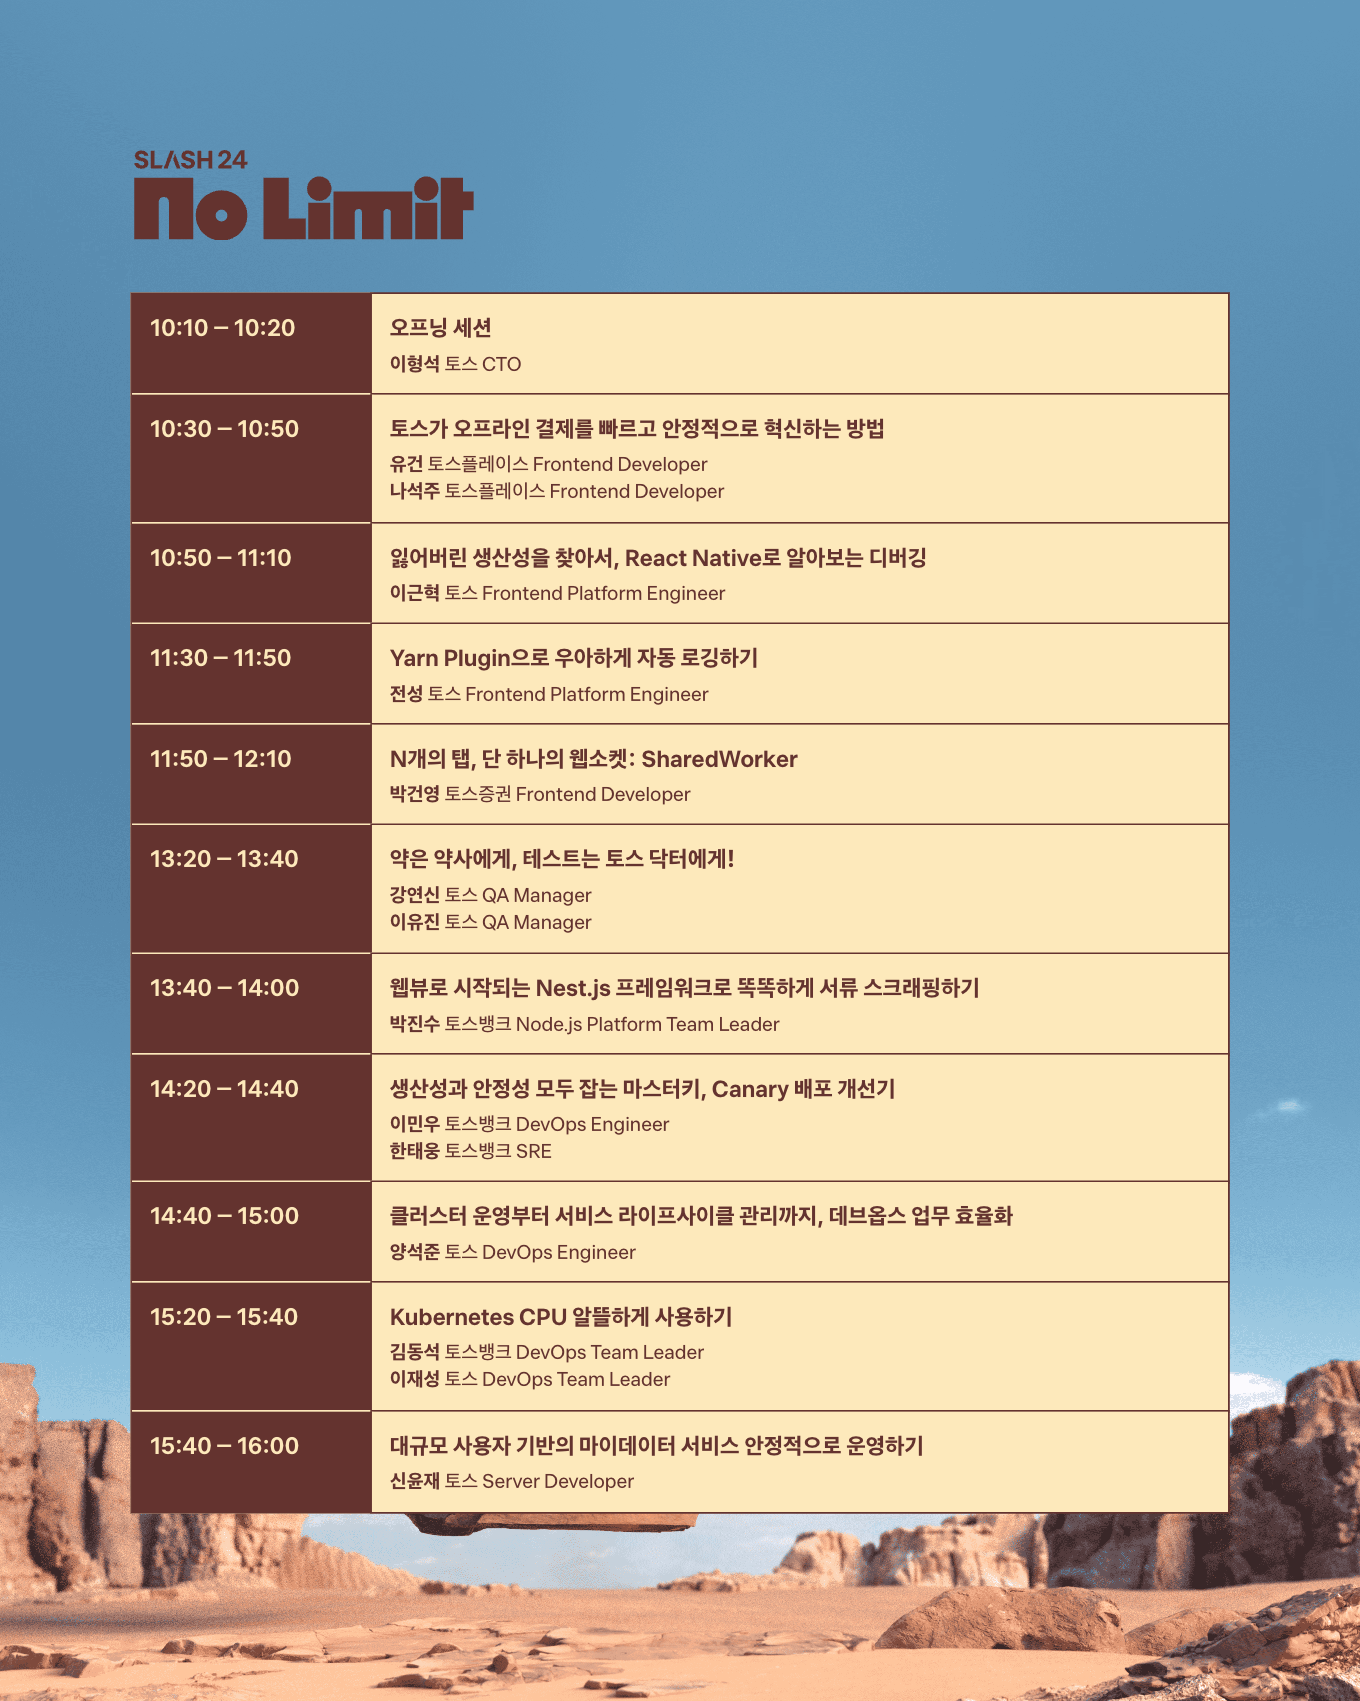 SLASH 24
No Limit
10:10 – 10:20
오프닝 세션
이형석 토스 CTO
10:30 – 10:50
토스가 오프라인 결제를 빠르고 안정적으로 혁신하는 방법
유건 토스플레이스 Frontend Developer
나석주 토스플레이스 Frontend Developer
10:50 – 11:10
잃어버린 생산성을 찾아서, React Native로 알아보는 디버깅
이근혁 토스 Frontend Platform Engineer
11:30 – 11:50
Yarn Plugin으로 우아하게 자동 로깅하기
전성 토스 Frontend Platform Engineer
11:50 – 12:10
N개의 탭, 단 하나의 웹소켓: SharedWorker
박건영 토스증권 Frontend Developer
13:20 – 13:40
약은 약사에게, 테스트는 토스 닥터에게!
강연신 토스 QA Manager
이유진 토스 QA Manager
13:40 – 14:00
웹뷰로 시작되는 Nest.js 프레임워크로 똑똑하게 서류 스크래핑하기
박진수 토스뱅크 Node.js Platform Team Leader
14:20 – 14:40
생산성과 안정성 모두 잡는 마스터키, Canary 배포 개선기
이민우 토스뱅크 DevOps Engineer
한태웅 토스뱅크 SRE
14:40 – 15:00
클러스터 운영부터 서비스 라이프사이클 관리까지, 데브옵스 업무 효율화
양석준 토스 DevOps Engineer
15:20 – 15:40
Kubernetes CPU 알뜰하게 사용하기
김동석 토스뱅크 DevOps Team Leader
이재성 토스 DevOps Team Leader
15:40 – 16:00
대규모 사용자 기반의 마이데이터 서비스 안정적으로 운영하기
신윤재 토스 Server Developer